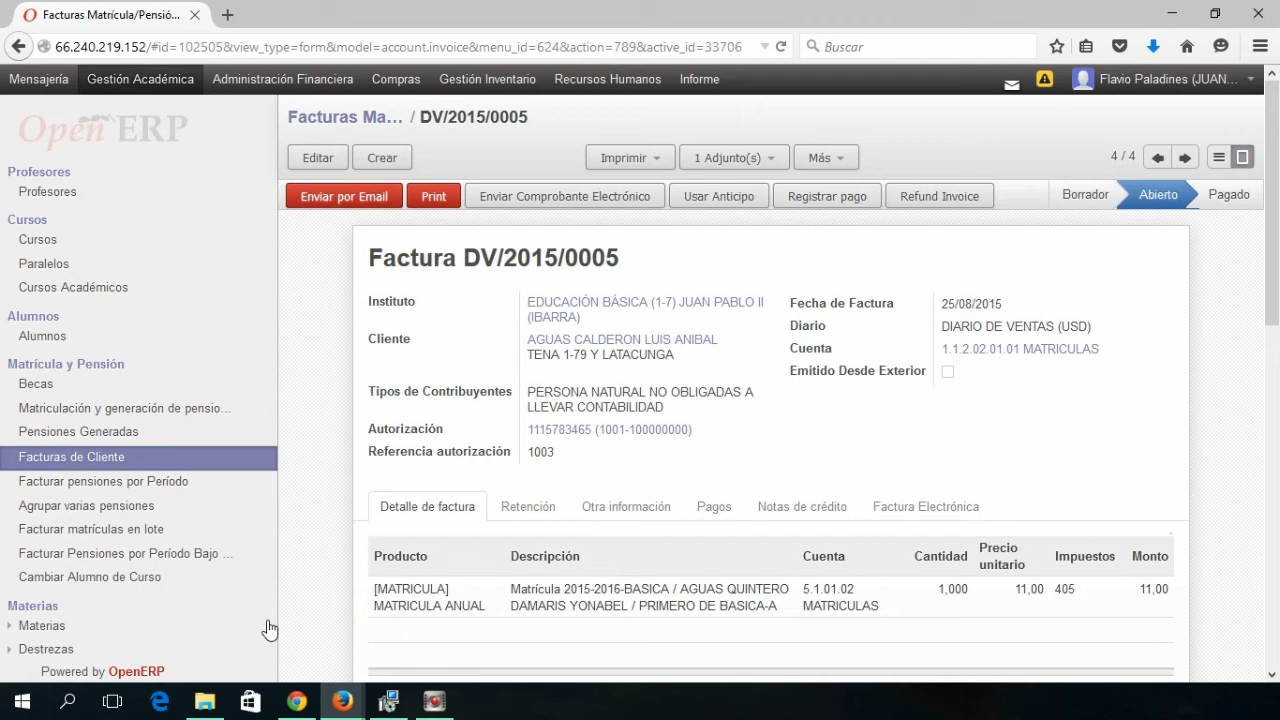 Facturas Matrícula/Pensió...
66.240.219.152/#id=102505&view_type=form&model=account.invoice&menu_id=624&action=789&active_id=33706
Buscar
Mensajería Gestión Académica Administración Financiera Compras Gestión Inventario Recursos Humanos Informe
Flavio Paladines (JUAN...
Open ERP
Profesores
Profesores
Cursos
Cursos
Paralelos
Cursos Académicos
Alumnos
Alumnos
Matrícula y Pensión
Becas
Matriculación y generación de pensio...
Pensiones Generadas
Facturas de Cliente
Facturar pensiones por Período
Agrupar varias pensiones
Facturar matrículas en lote
Facturar Pensiones por Período Bajo ...
Cambiar Alumno de Curso
Materias
Materias
Destrezas
Powered by OpenERP
Facturas Ma... / DV/2015/0005
Editar Crear Imprimir 1 Adjunto(s) Más 4 / 4
Enviar por Email Print Enviar Comprobante Electrónico Usar Anticipo Registrar pago Refund Invoice Borrador Abierto Pagado
Factura DV/2015/0005
Instituto EDUCACIÓN BÁSICA (1-7) JUAN PABLO II
(IBARRA)
Cliente AGUAS CALDERON LUIS ANIBAL
TENA 1-79 Y LATACUNGA
Tipos de Contribuyentes PERSONA NATURAL NO OBLIGADAS A
LLEVAR CONTABILIDAD
Autorización 1115783465 (1001-100000000)
Referencia autorización 1003
Fecha de Factura 25/08/2015
Diario DIARIO DE VENTAS (USD)
Cuenta 1.1.2.02.01.01 MATRICULAS
Emitido Desde Exterior
Detalle de factura Retención Otra información Pagos Notas de crédito Factura Electrónica
Producto Descripción Cuenta Cantidad Precio unitario Impuestos Monto
[MATRICULA] Matrícula 2015-2016-BASICA / AGUAS QUINTERO 5.1.01.02 1,000 11,00 405 11,00
MATRICULA ANUAL DAMARIS YONABEL / PRIMERO DE BASICA-A MATRICULAS